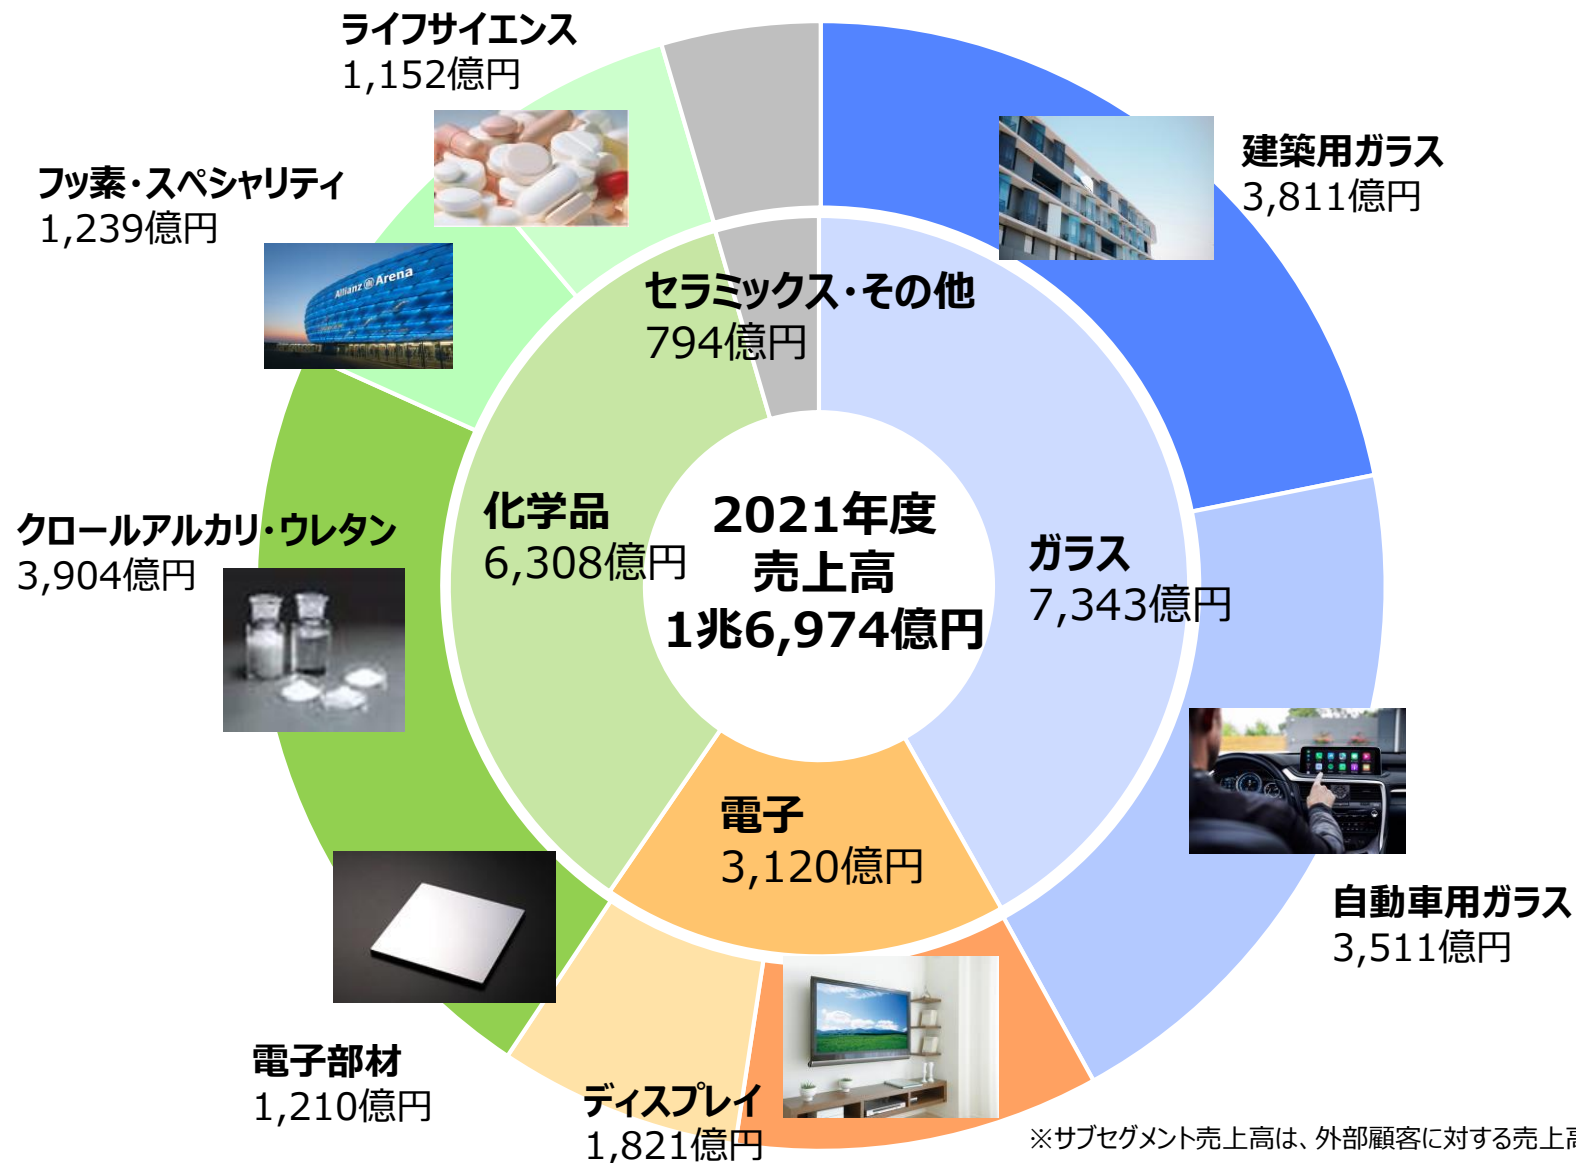 ライフサイエンス
1,152億円
フッ素・スペシャリティ
1,239億円
Allianz Arena
建築用ガラス
3,811億円
セラミックス・その他
794億円
クロールアルカリ・ウレタン
3,904億円
化学品
6,308億円
2021年度
売上高
1兆6,974億円
ガラス
7,343億円
電子
3,120億円
自動車用ガラス
3,511億円
電子部材
1,210億円
ディスプレイ
1,821億円
※サブセグメント売上高は、外部顧客に対する売上高